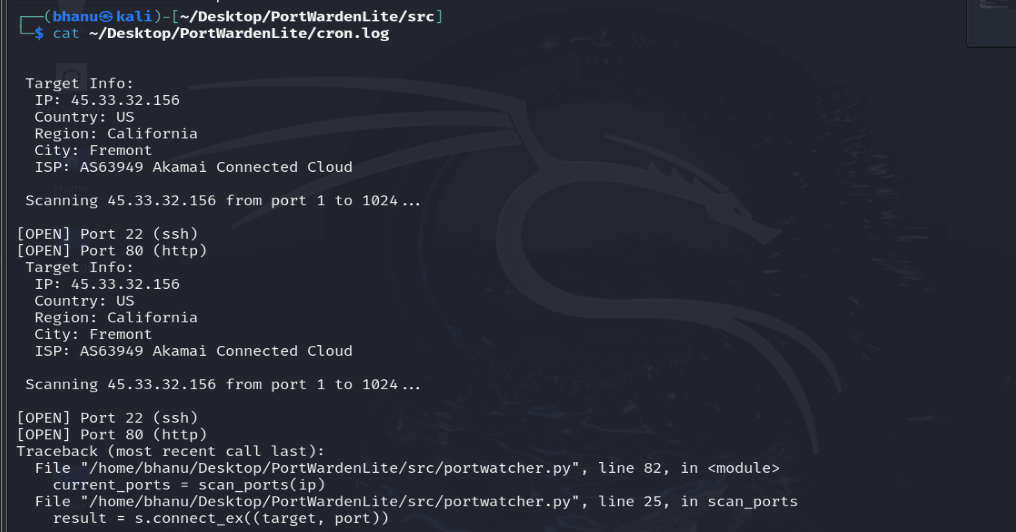 ┌──(bhanu㉿kali)-[~/Desktop/PortWardenLite/src]
└─$ cat ~/Desktop/PortWardenLite/cron.log
Target Info:
IP: 45.33.32.156
Country: US
Region: California
City: Fremont
ISP: AS63949 Akamai Connected Cloud
Scanning 45.33.32.156 from port 1 to 1024...
[OPEN] Port 22 (ssh)
[OPEN] Port 80 (http)
Target Info:
IP: 45.33.32.156
Country: US
Region: California
City: Fremont
ISP: AS63949 Akamai Connected Cloud
Scanning 45.33.32.156 from port 1 to 1024...
[OPEN] Port 22 (ssh)
[OPEN] Port 80 (http)
Traceback (most recent call last):
File "/home/bhanu/Desktop/PortWardenLite/src/portwatcher.py", line 82, in <module>
current_ports = scan_ports(ip)
File "/home/bhanu/Desktop/PortWardenLite/src/portwatcher.py", line 25, in scan_ports
result = s.connect_ex((target, port))